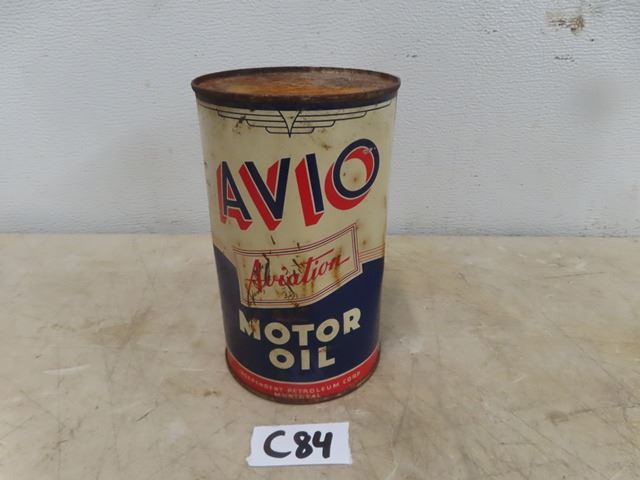 AVIO
Aviation
MOTOR
OIL
INDEPENDENT PETROLEUM CORP.
MONTREAL
C84